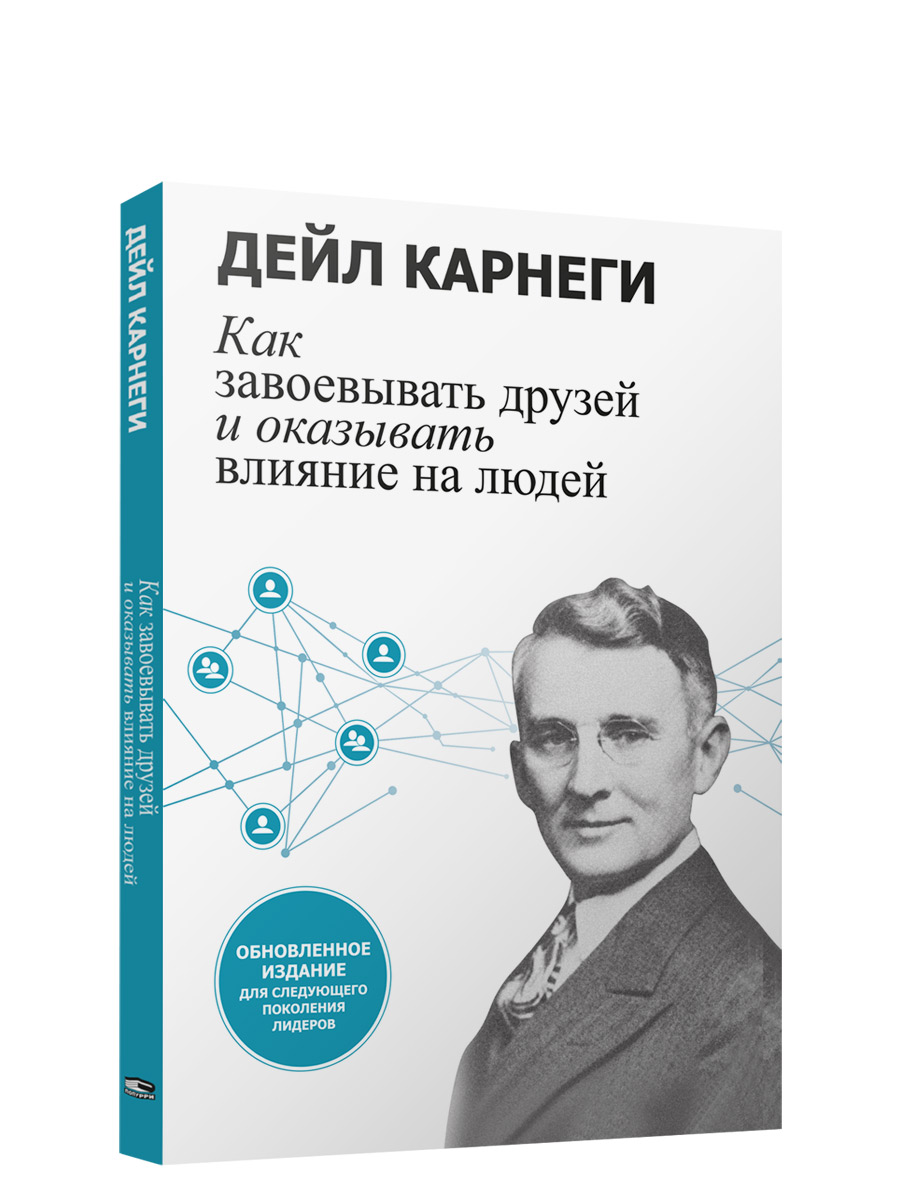 ДЕЙЛ КАРНЕГИ
Как
завоевывать друзей
и оказывать
влияние на людей
ОБНОВЛЕННОЕ
ИЗДАНИЕ
ДЛЯ СЛЕДУЮЩЕГО
ПОКОЛЕНИЯ
ЛИДЕРОВ
ДЕЙЛ КАРНЕГИ
Как завоевывать друзей
и оказывать влияние на людей
ПОПУРРИ